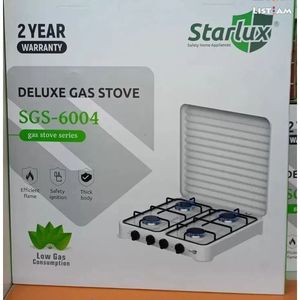 LIST.AM
2 YEAR
WARRANTY
Starlux
Safety Home Appliances
DELUXE GAS STOVE
SGS-6004
gas stove series
Efficient
flame
Safety
ignition
Thick
body
Low Gas
Consumption